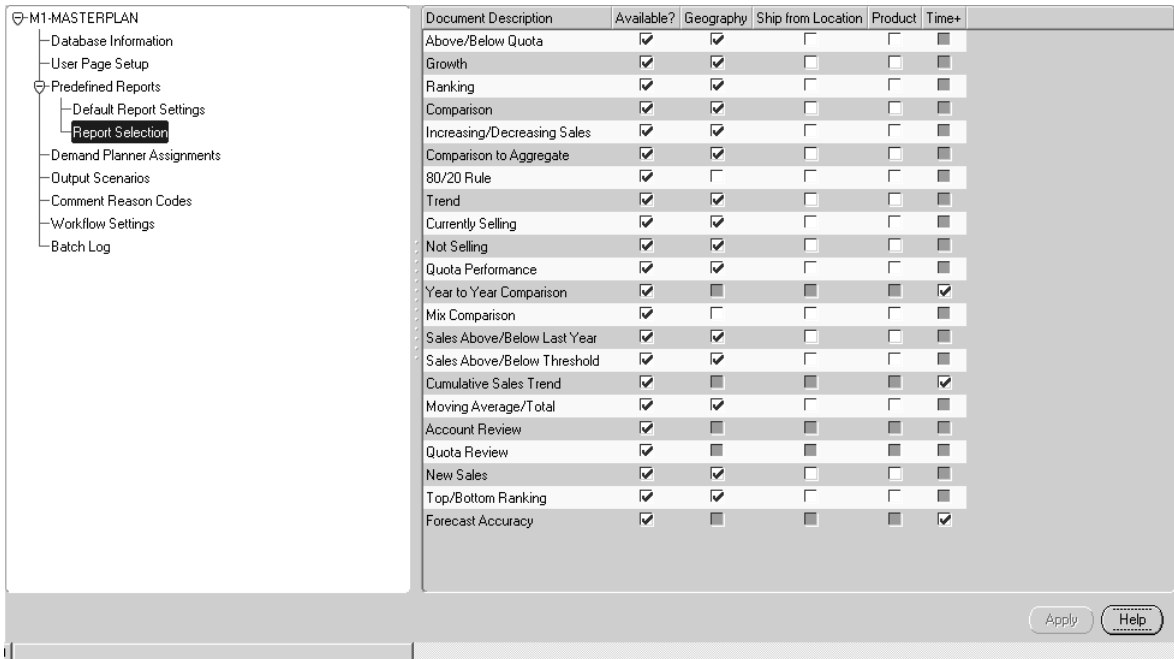 M1-MASTERPLAN
Database Information
User Page Setup
Predefined Reports
Default Report Settings
Report Selection
Demand Planner Assignments
Output Scenarios
Comment Reason Codes
Workflow Settings
Batch Log
Document Description Available? Geography Ship from Location Product Time+
Above/Below Quota
Growth
Ranking
Comparison
Increasing/Decreasing Sales
Comparison to Aggregate
80/20 Rule
Trend
Currently Selling
Not Selling
Quota Performance
Year to Year Comparison
Mix Comparison
Sales Above/Below Last Year
Sales Above/Below Threshold
Cumulative Sales Trend
Moving Average/Total
Account Review
Quota Review
New Sales
Top/Bottom Ranking
Forecast Accuracy
Apply Help